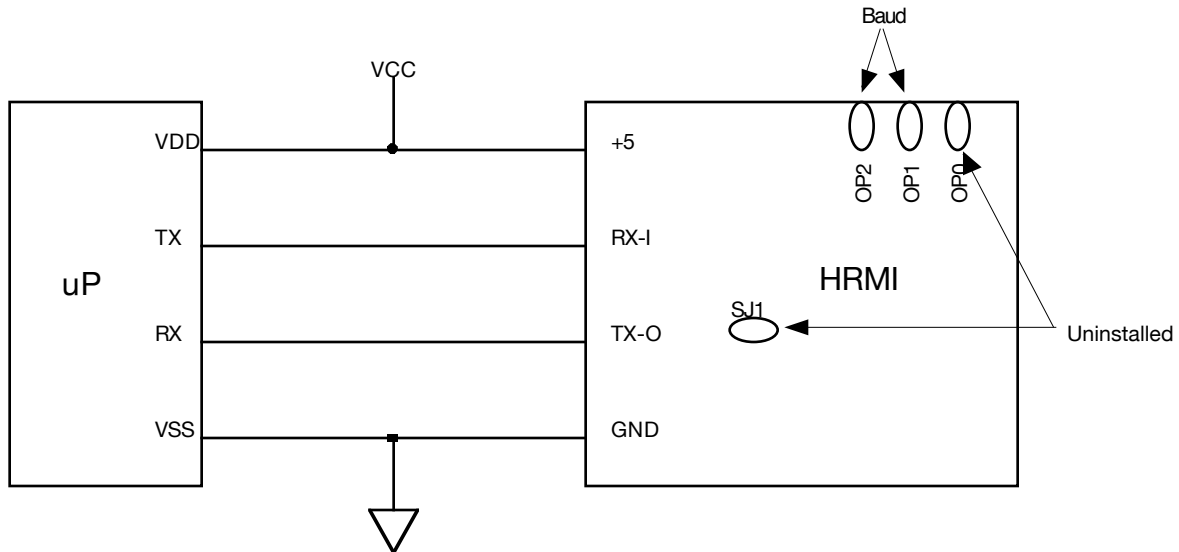 Baud
VCC
VDD
+5
OP2
OP1
OP0
TX
RX-I
uP
HRMI
SJ1
RX
TX-O
Uninstalled
VSS
GND